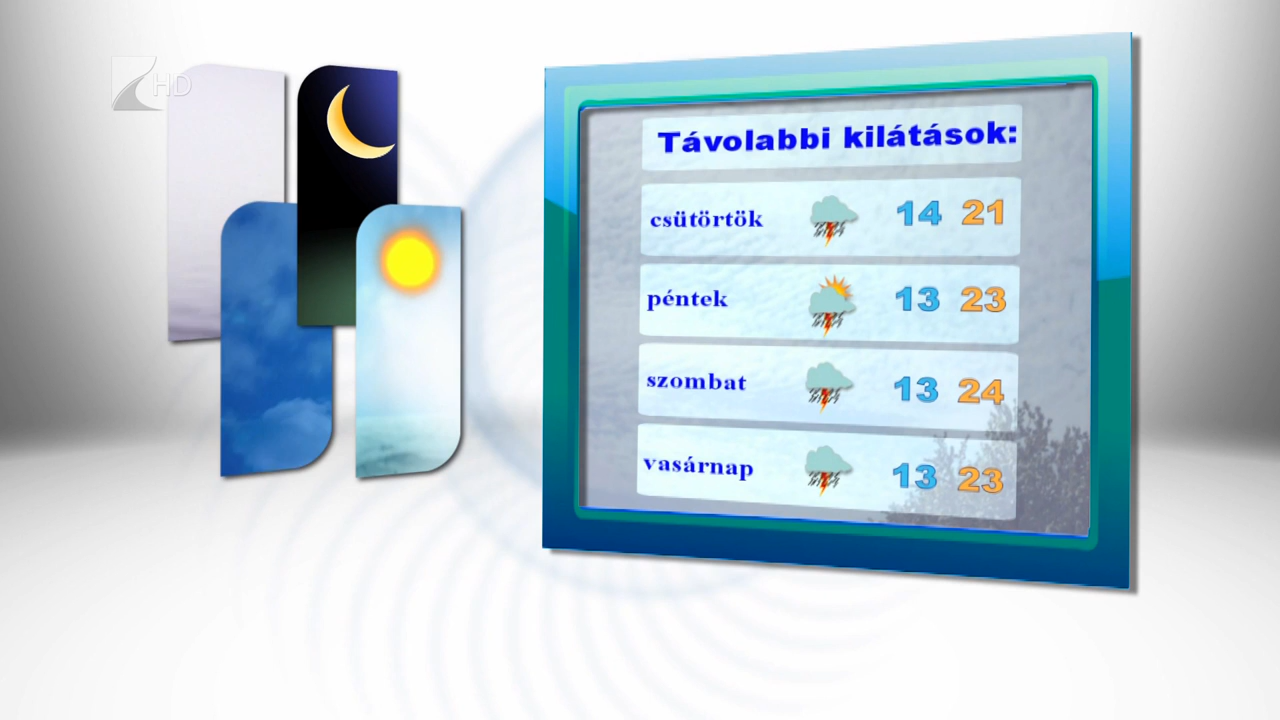 HD
Távolabbi kilátások:
csütörtök 14 21
péntek 13 23
szombat 13 24
vasárnap 13 23